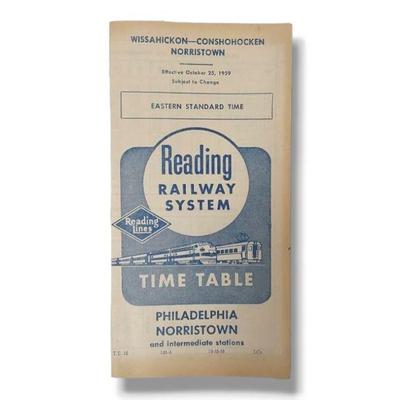 WISSAHICKON—CONSHOHOCKEN
NORRISTOWN
Effective October 25, 1959
Subject to Change
EASTERN STANDARD TIME
Reading
RAILWAY
SYSTEM
Reading
Lines
TIME TABLE
PHILADELPHIA
NORRISTOWN
and intermediate stations